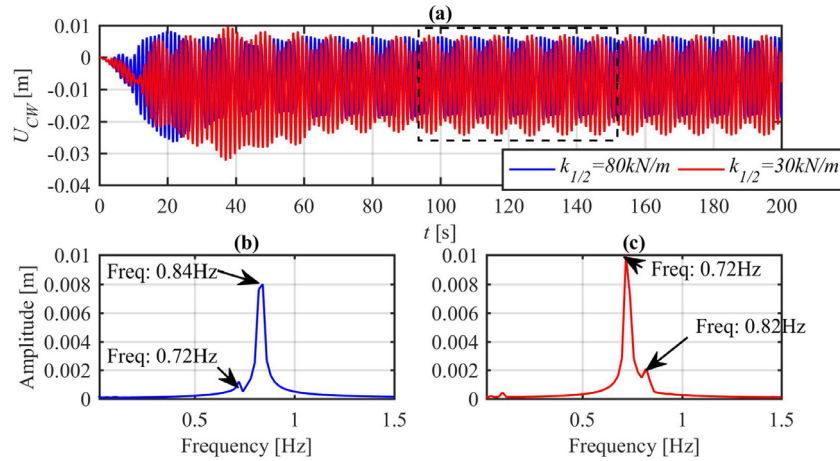 (a)
0.01
0
-0.01
-0.02
-0.03
-0.04
U_CW [m]
k_1/2=80kN/m k_1/2=30kN/m
0 20 40 60 80 100 120 140 160 180 200
t [s]
(b) (c)
0.01 0.01
0.008 0.008
0.006 0.006
0.004 0.004
0.002 0.002
0 0
Amplitude [m]
Freq: 0.84Hz
Freq: 0.72Hz
Freq: 0.72Hz
Freq: 0.82Hz
0.5 1 1.5 0.5 1 1.5
Frequency [Hz] Frequency [Hz]